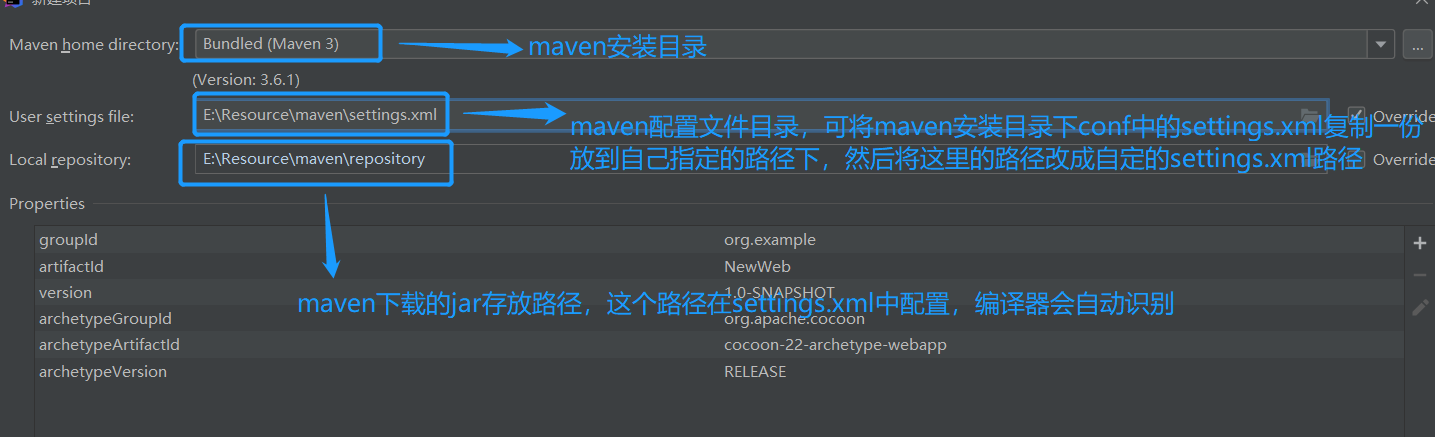 新建项目
Maven home directory: Bundled (Maven 3) maven安装目录 ...
(Version: 3.6.1)
User settings file: E:\Resource\maven\settings.xml Override
maven配置文件目录，可将maven安装目录下conf中的settings.xml复制一份
放到自己指定的路径下，然后将这里的路径改成自定的settings.xml路径
Local repository: E:\Resource\maven\repository Override
Properties
groupId org.example
artifactId NewWeb
version 1.0-SNAPSHOT
maven下载的jar存放路径，这个路径在settings.xml中配置，编译器会自动识别
archetypeGroupId org.apache.cocoon
archetypeArtifactId cocoon-22-archetype-webapp
archetypeVersion RELEASE